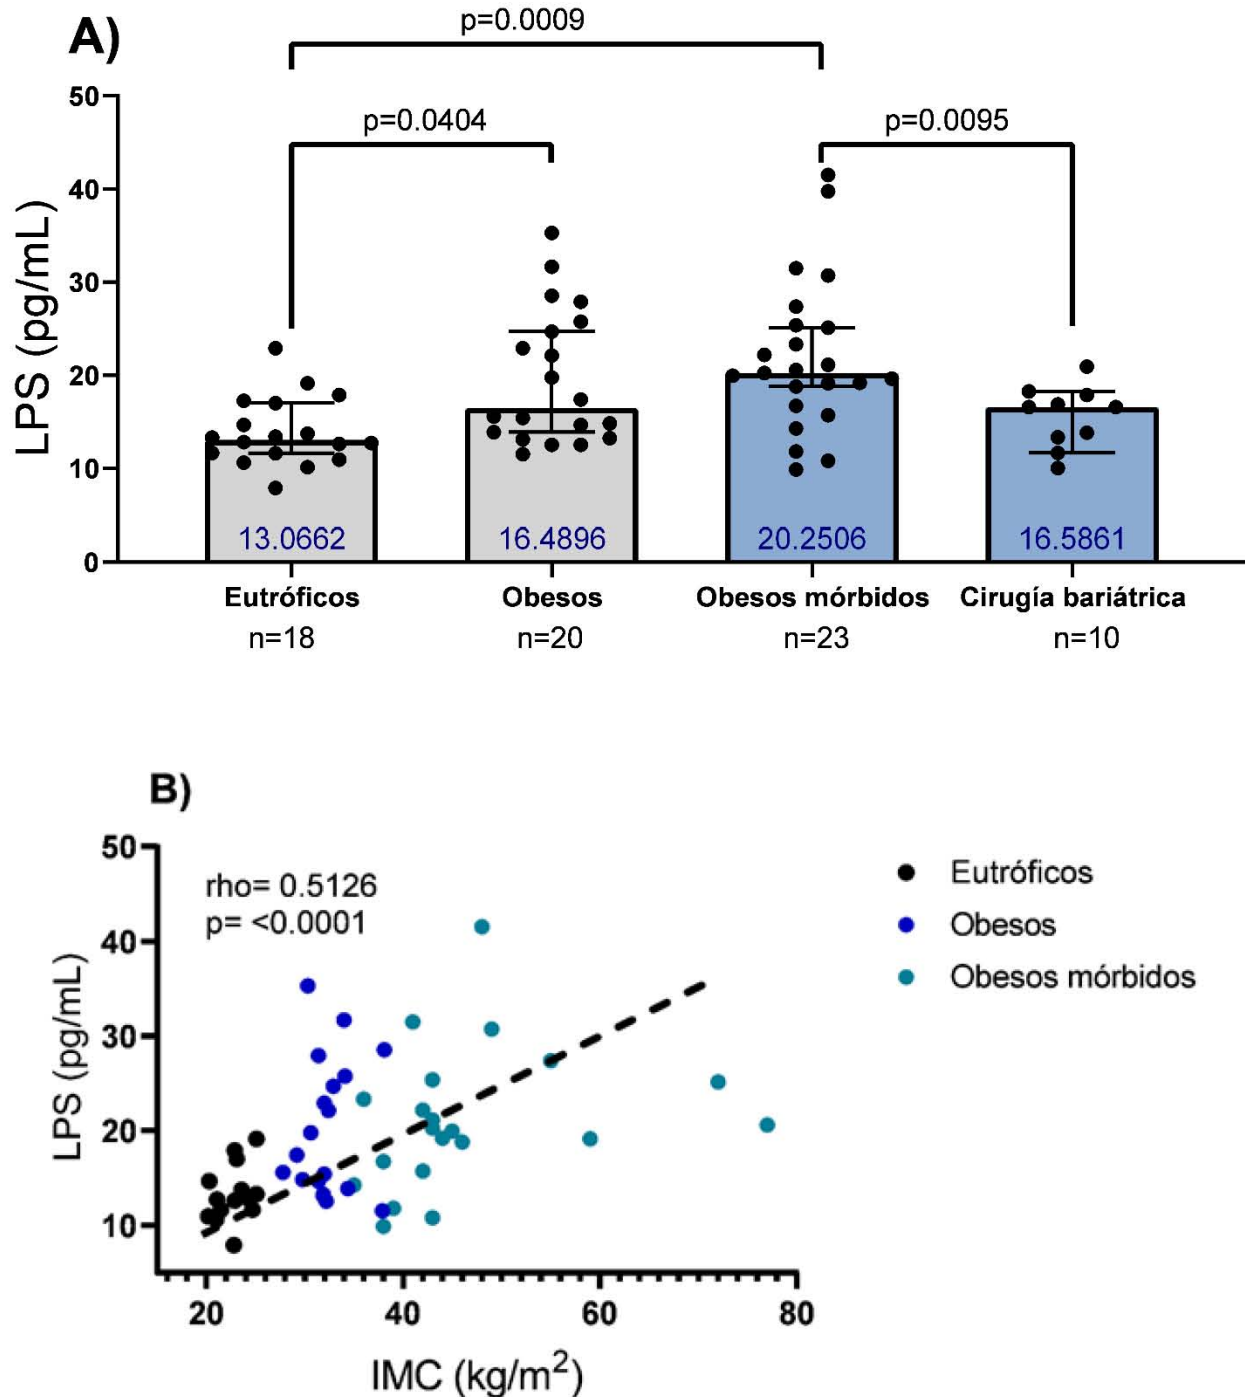 A)
p=0.0009
p=0.0404
p=0.0095
50
40
30
20
10
0
LPS (pg/mL)
13.0662
16.4896
20.2506
16.5861
Eutróficos
Obesos
Obesos mórbidos
Cirugía bariátrica
n=18
n=20
n=23
n=10
B)
50
40
30
20
10
LPS (pg/mL)
rho= 0.5126
p= <0.0001
Eutróficos
Obesos
Obesos mórbidos
20
40
60
80
IMC (kg/m²)